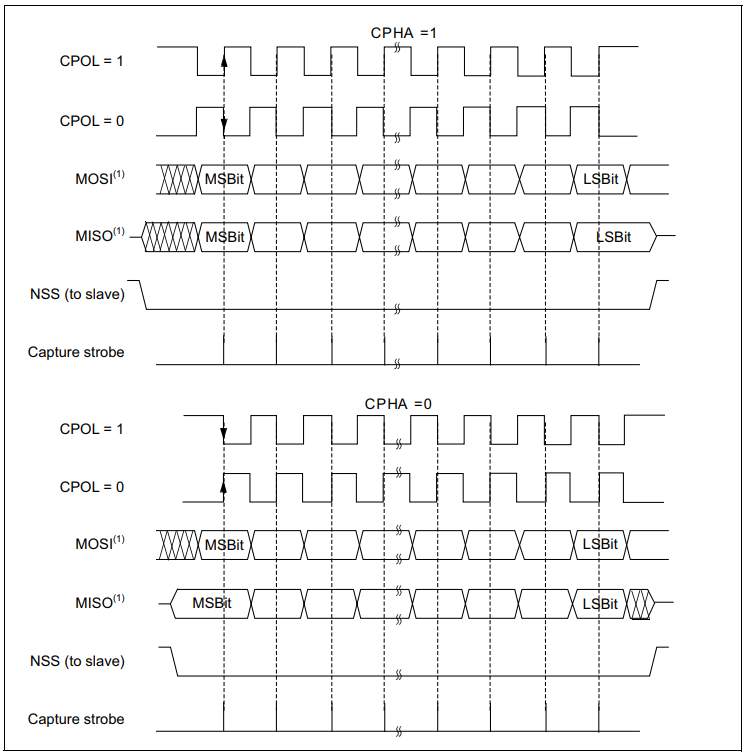 CPHA =1
CPOL = 1
CPOL = 0
MOSI(1) MSBit LSBit
MISO(1) MSBit LSBit
NSS (to slave)
Capture strobe
CPHA =0
CPOL = 1
CPOL = 0
MOSI(1) MSBit LSBit
MISO(1) MSBit LSBit
NSS (to slave)
Capture strobe